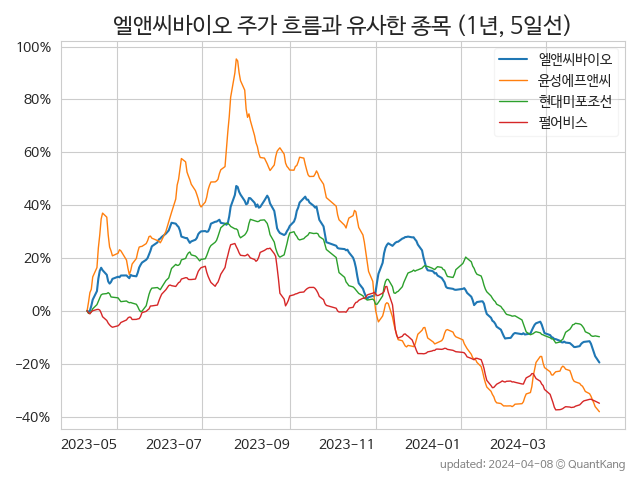 엘앤씨바이오 주가 흐름과 유사한 종목 (1년, 5일선)
100%
80%
60%
40%
20%
0%
−20%
−40%
엘앤씨바이오
윤성에프앤씨
현대미포조선
펄어비스
2023-05 2023-07 2023-09 2023-11 2024-01 2024-03
updated: 2024-04-08 © QuantKang